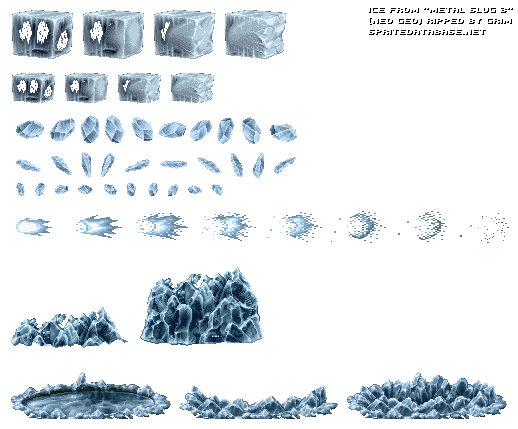 ICE FROM "METAL SLUG 3"
(NEO GEO) RIPPED BY GRIM
SPRITEDATABASE.NET